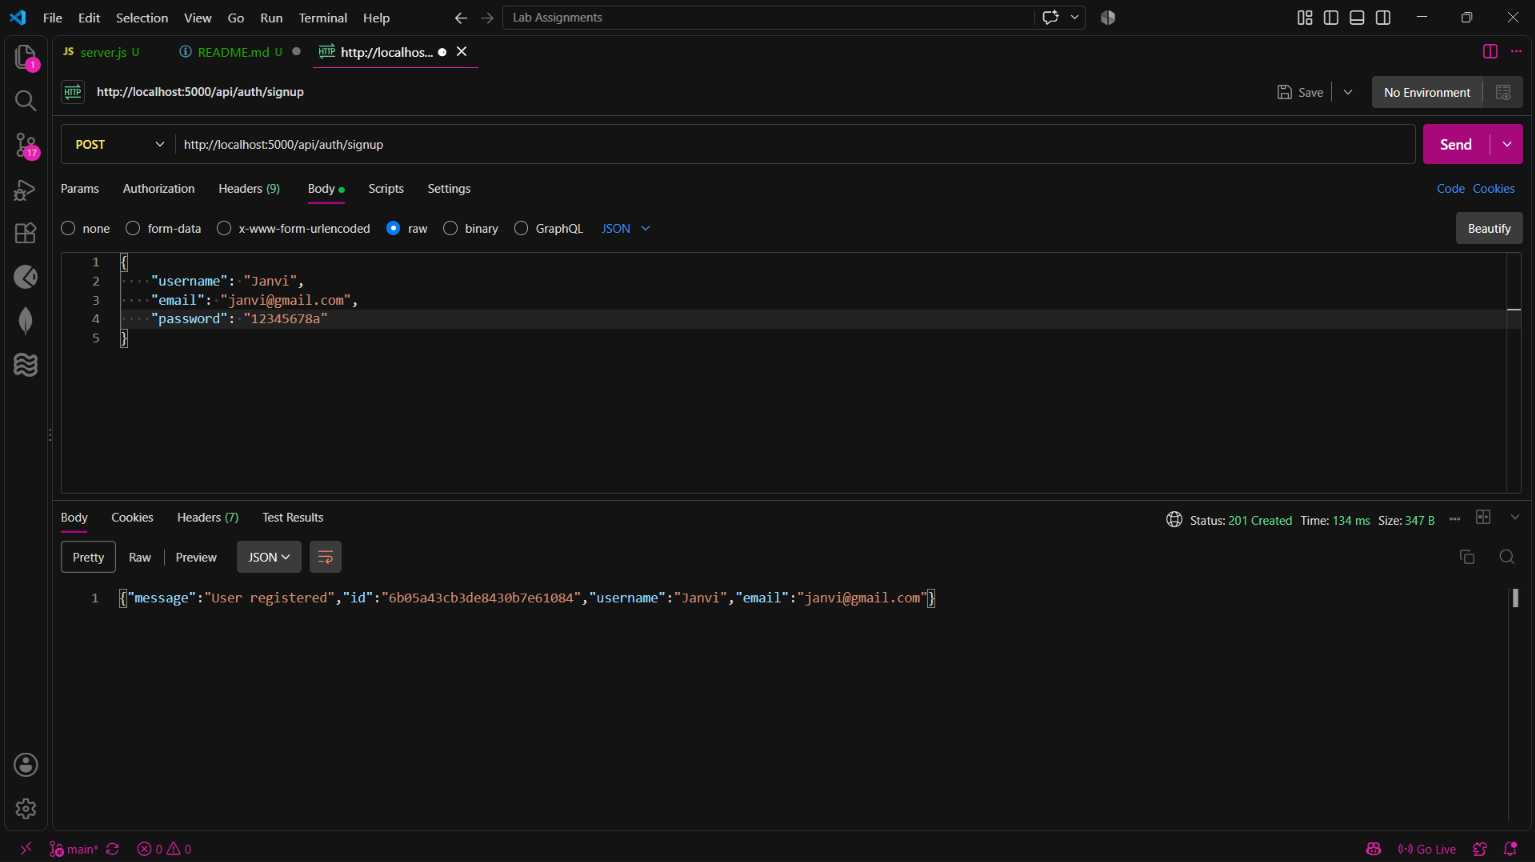 File Edit Selection View Go Run Terminal Help Lab Assignments
1 JS server.js U README.md U HTTP http://localhos...
HTTP http://localhost:5000/api/auth/signup Save No Environment
POST http://localhost:5000/api/auth/signup Send
17
Params Authorization Headers (9) Body Scripts Settings Code Cookies
none form-data x-www-form-urlencoded raw binary GraphQL JSON Beautify
1 {
2 ····"username":·"Janvi",
3 ····"email":·"janvi@gmail.com",
4 ····"password":·"12345678a"
5 }
Body Cookies Headers (7) Test Results Status: 201 Created Time: 134 ms Size: 347 B
Pretty Raw Preview JSON
1 {"message":"User registered","id":"6b05a43cb3de8430b7e61084","username":"Janvi","email":"janvi@gmail.com"}
main* 0 0 Go Live